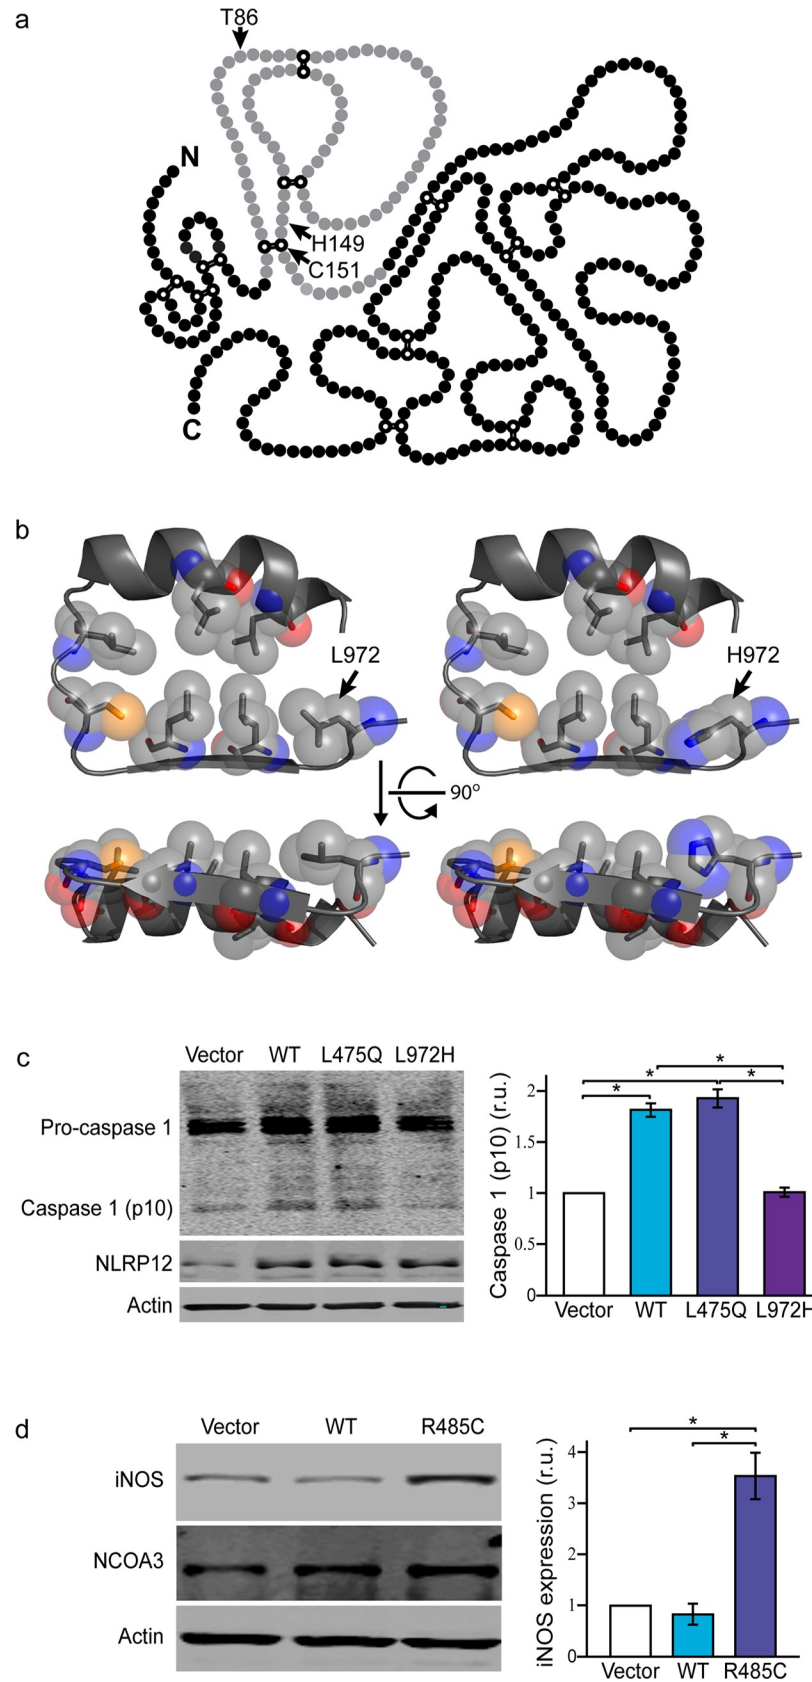 a
T86
N
H149
C151
C
b
L972
H972
90º
c
Vector WT L475Q L972H
Pro-caspase 1
Caspase 1 (p10)
NLRP12
Actin
Caspase 1 (p10) (r.u.)
* 
* *
*
2
1.5
1
0.5
0
Vector WT L475Q L972H
d
Vector WT R485C
iNOS
NCOA3
Actin
iNOS expression (r.u.)
*
*
4
3
2
1
0
Vector WT R485C